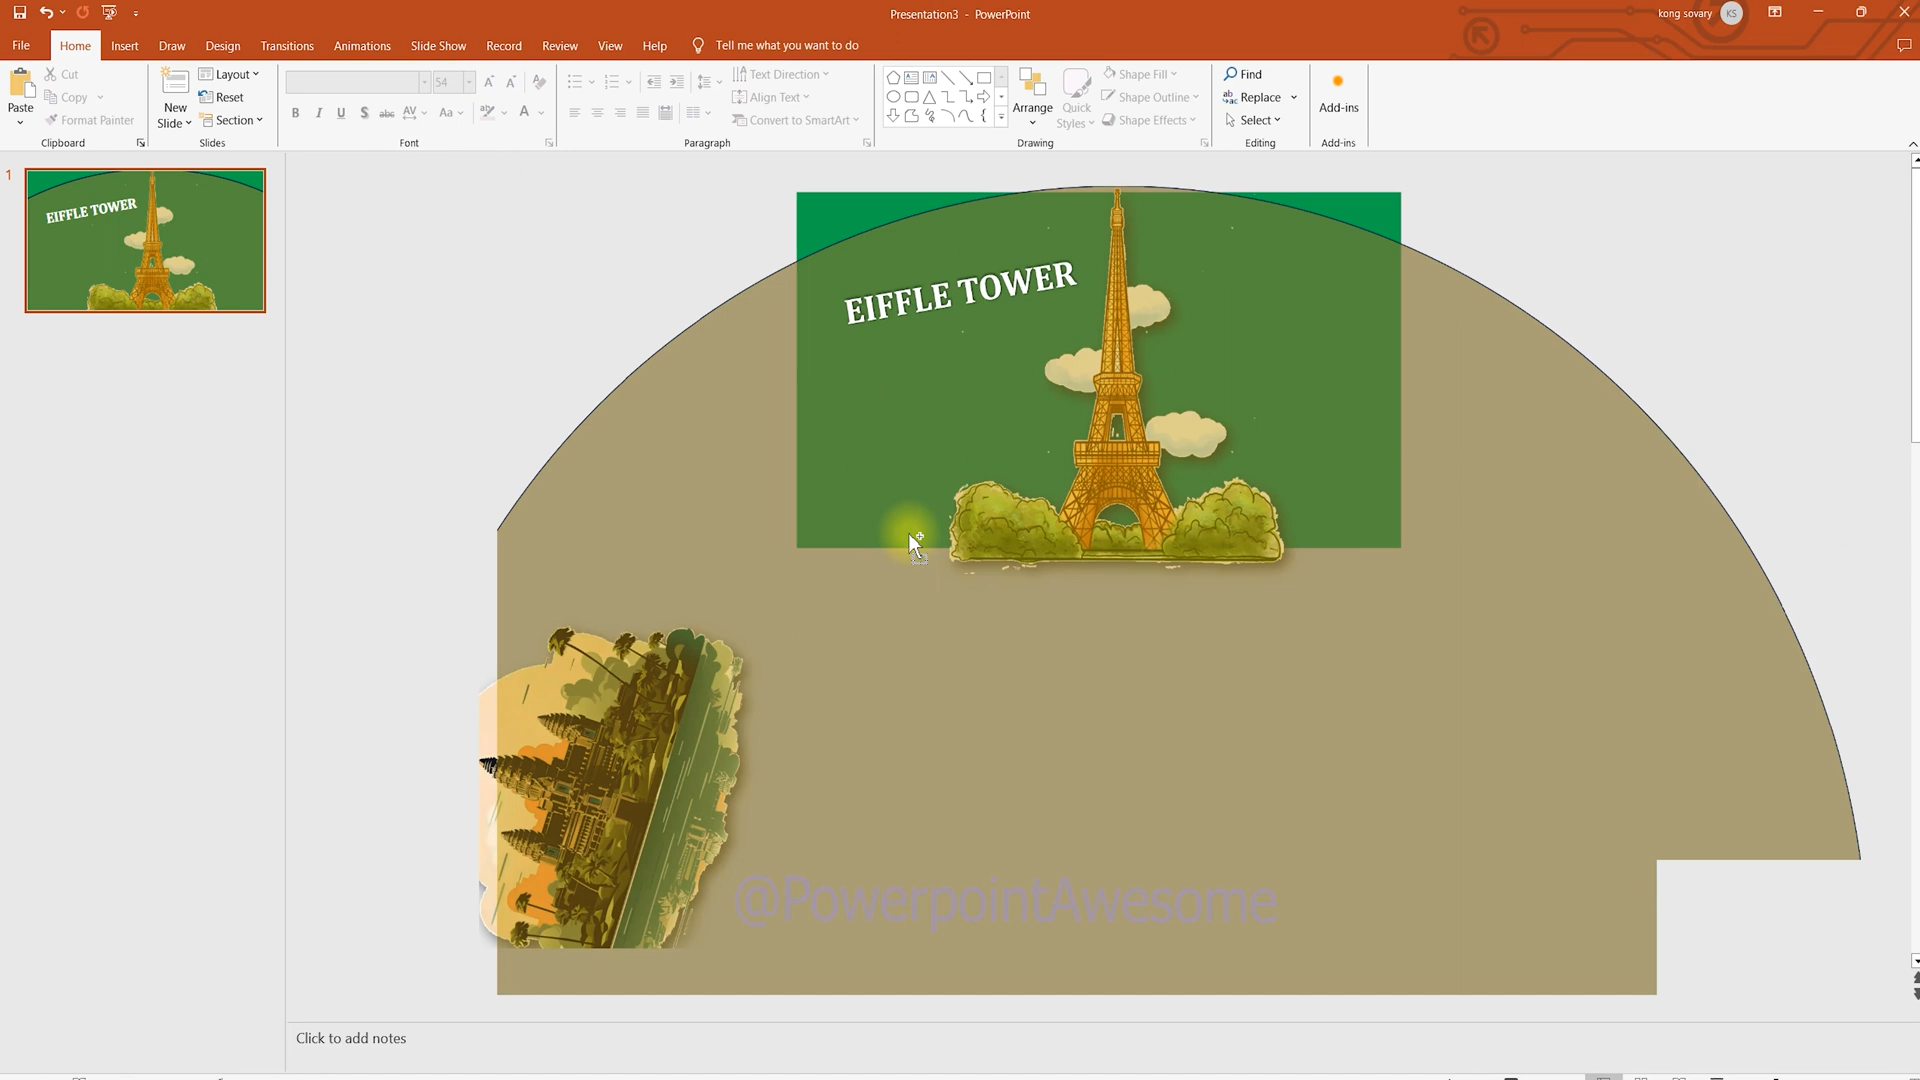 Presentation3 - PowerPoint
kong sovary
KS
File Home Insert Draw Design Transitions Animations Slide Show Record Review View Help Tell me what you want to do
Paste
Cut
Copy
Format Painter
Clipboard
New Slide
Layout
Reset
Section
Slides
54
B I U S abc AV Aa A
Font
Text Direction
Align Text
Convert to SmartArt
Paragraph
Arrange
Quick Styles
Shape Fill
Shape Outline
Shape Effects
Drawing
Find
Replace
Select
Editing
Add-ins
Add-ins
1
EIFFLE TOWER
EIFFLE TOWER
@PowerpointAwesome
Click to add notes